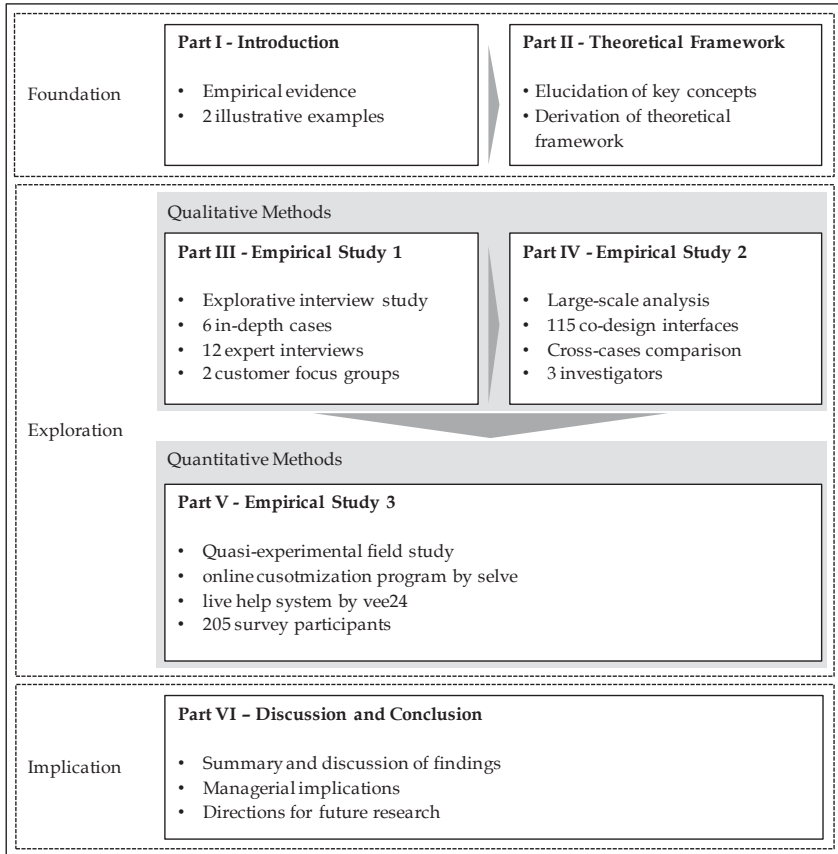 Foundation
Part I - Introduction
• Empirical evidence
• 2 illustrative examples
Part II - Theoretical Framework
• Elucidation of key concepts
• Derivation of theoretical
framework
Exploration
Qualitative Methods
Part III - Empirical Study 1
• Explorative interview study
• 6 in-depth cases
• 12 expert interviews
• 2 customer focus groups
Part IV - Empirical Study 2
• Large-scale analysis
• 115 co-design interfaces
• Cross-cases comparison
• 3 investigators
Quantitative Methods
Part V - Empirical Study 3
• Quasi-experimental field study
• online cusotmization program by selve
• live help system by vee24
• 205 survey participants
Implication
Part VI – Discussion and Conclusion
• Summary and discussion of findings
• Managerial implications
• Directions for future research